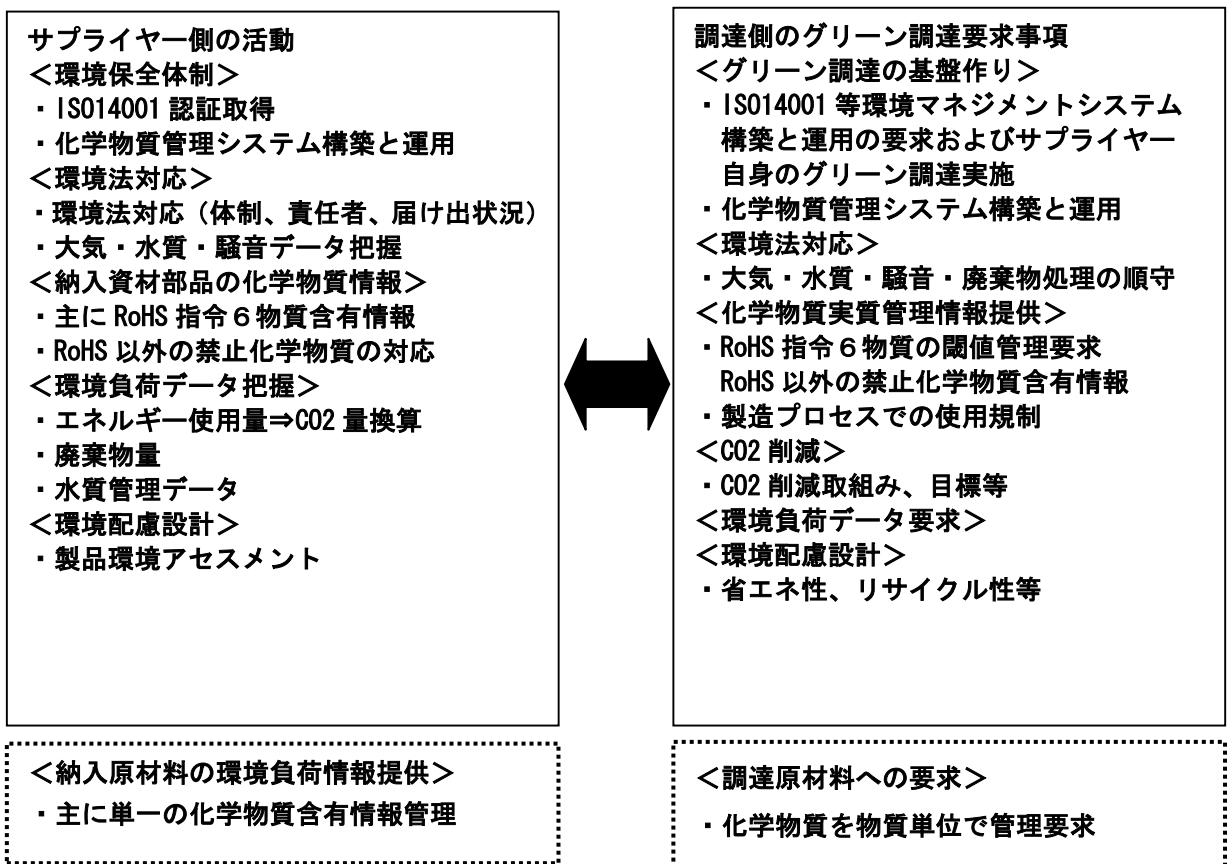 サプライヤー側の活動
<環境保全体制>
・ISO14001 認証取得
・化学物質管理システム構築と運用
<環境法対応>
・環境法対応(体制、責任者、届け出状況)
・大気・水質・騒音データ把握
<納入資材部品の化学物質情報>
・主に RoHS 指令6物質含有情報
・RoHS 以外の禁止化学物質の対応
<環境負荷データ把握>
・エネルギー使用量⇒CO2 量換算
・廃棄物量
・水質管理データ
<環境配慮設計>
・製品環境アセスメント
調達側のグリーン調達要求事項
<グリーン調達の基盤作り>
・ISO14001 等環境マネジメントシステム
構築と運用の要求およびサプライヤー
自身のグリーン調達実施
・化学物質管理システム構築と運用
<環境法対応>
・大気・水質・騒音・廃棄物処理の順守
<化学物質実質管理情報提供>
・RoHS 指令6物質の閾値管理要求
RoHS 以外の禁止化学物質含有情報
・製造プロセスでの使用規制
<CO2 削減>
・CO2 削減取組み、目標等
<環境負荷データ要求>
<環境配慮設計>
・省エネ性、リサイクル性等
<納入原材料の環境負荷情報提供>
・主に単一の化学物質含有情報管理
<調達原材料への要求>
・化学物質を物質単位で管理要求